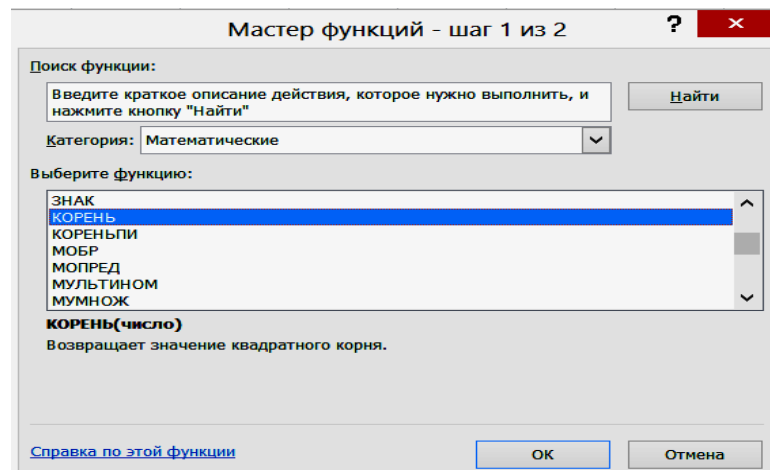 Мастер функций - шаг 1 из 2
? ×
Поиск функции:
Введите краткое описание действия, которое нужно выполнить, и
нажмите кнопку "Найти"
Найти
Категория: Математические
Выберите функцию:
ЗНАК
КОРЕНЬ
КОРЕНЬПИ
МОБР
МОПРЕД
МУЛЬТИНОМ
МУМНОЖ
КОРЕНЬ(число)
Возвращает значение квадратного корня.
Справка по этой функции
ОК
Отмена